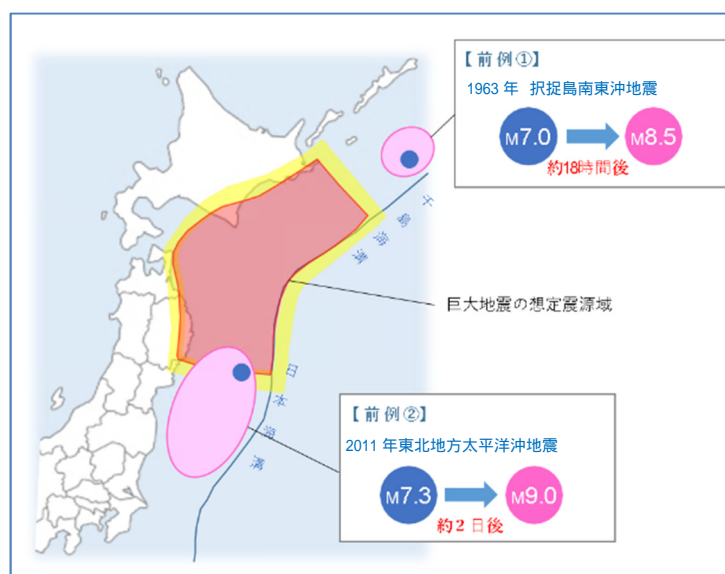 【前例①】
1963年 択捉島南東沖地震
M7.0
M8.5
約18時間後
千島海溝
巨大地震の想定震源域
日本海溝
【前例②】
2011年東北地方太平洋沖地震
M7.3
M9.0
約2日後